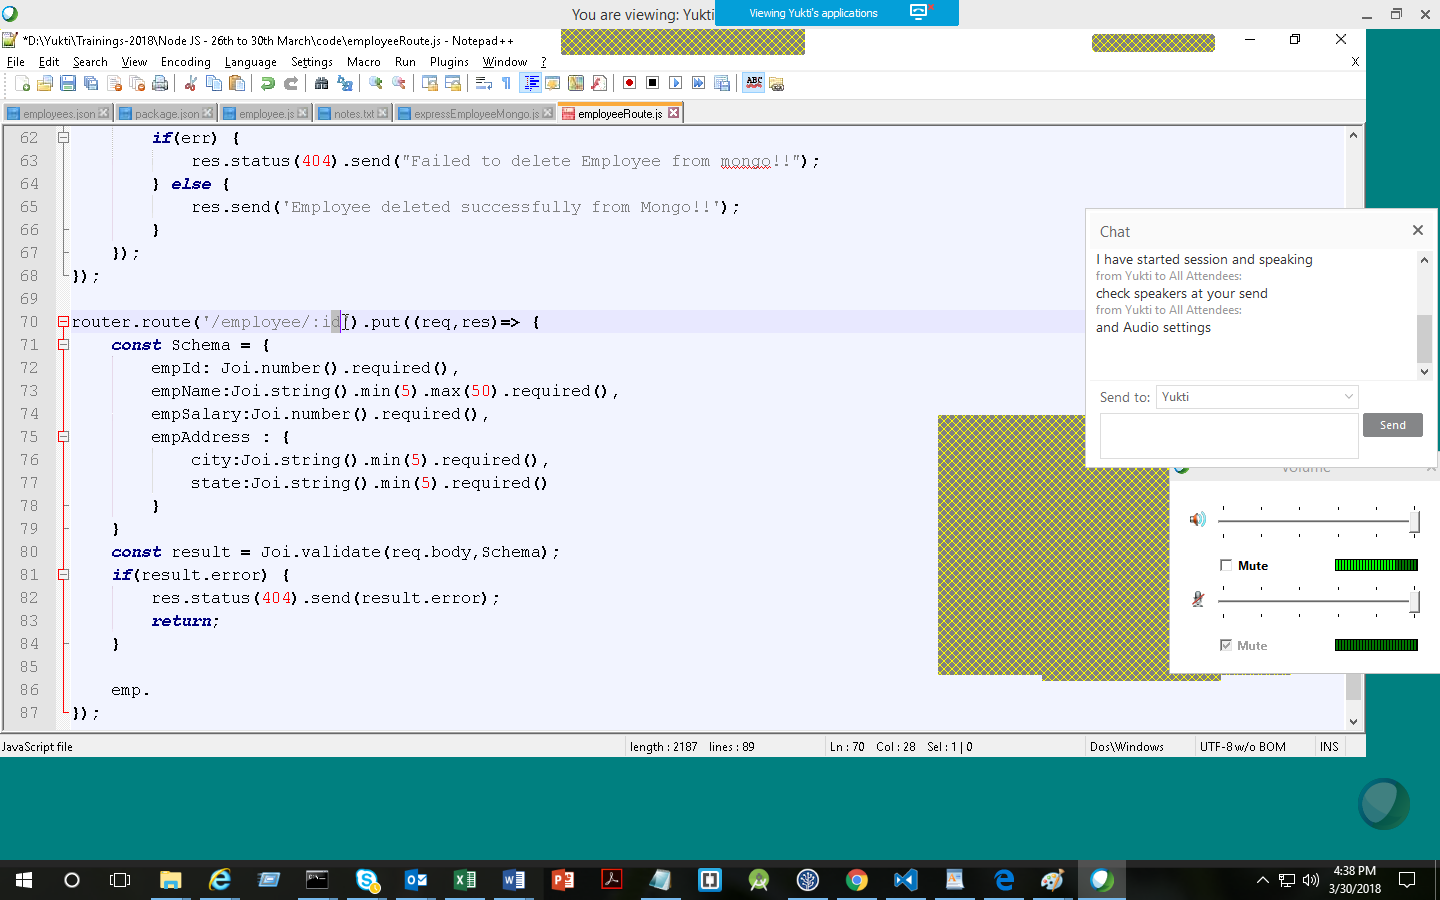 You are viewing: Yukti
Viewing Yukti's applications
*D:\Yukti\Trainings-2018\Node JS - 26th to 30th March\code\employeeRoute.js - Notepad++
File Edit Search View Encoding Language Settings Macro Run Plugins Window ?
X
employees.json package.json employee.js notes.txt expressEmployeeMongo.js employeeRoute.js
62 if(err) {
63 res.status(404).send("Failed to delete Employee from mongo!!");
64 } else {
65 res.send('Employee deleted successfully from Mongo!!');
66 }
67 });
68 });
69
70 router.route('/employee/:id').put((req,res)=> {
71 const Schema = {
72 empId: Joi.number().required(),
73 empName:Joi.string().min(5).max(50).required(),
74 empSalary:Joi.number().required(),
75 empAddress : {
76 city:Joi.string().min(5).required(),
77 state:Joi.string().min(5).required()
78 }
79 }
80 const result = Joi.validate(req.body,Schema);
81 if(result.error) {
82 res.status(404).send(result.error);
83 return;
84 }
85
86 emp.
87 });
JavaScript file length : 2187 lines : 89 Ln : 70 Col : 28 Sel : 1 | 0 Dos\Windows UTF-8 w/o BOM INS
Chat
I have started session and speaking
from Yukti to All Attendees:
check speakers at your send
from Yukti to All Attendees:
and Audio settings
Send to: Yukti
Send
Volume
Mute
Mute
4:38 PM
3/30/2018